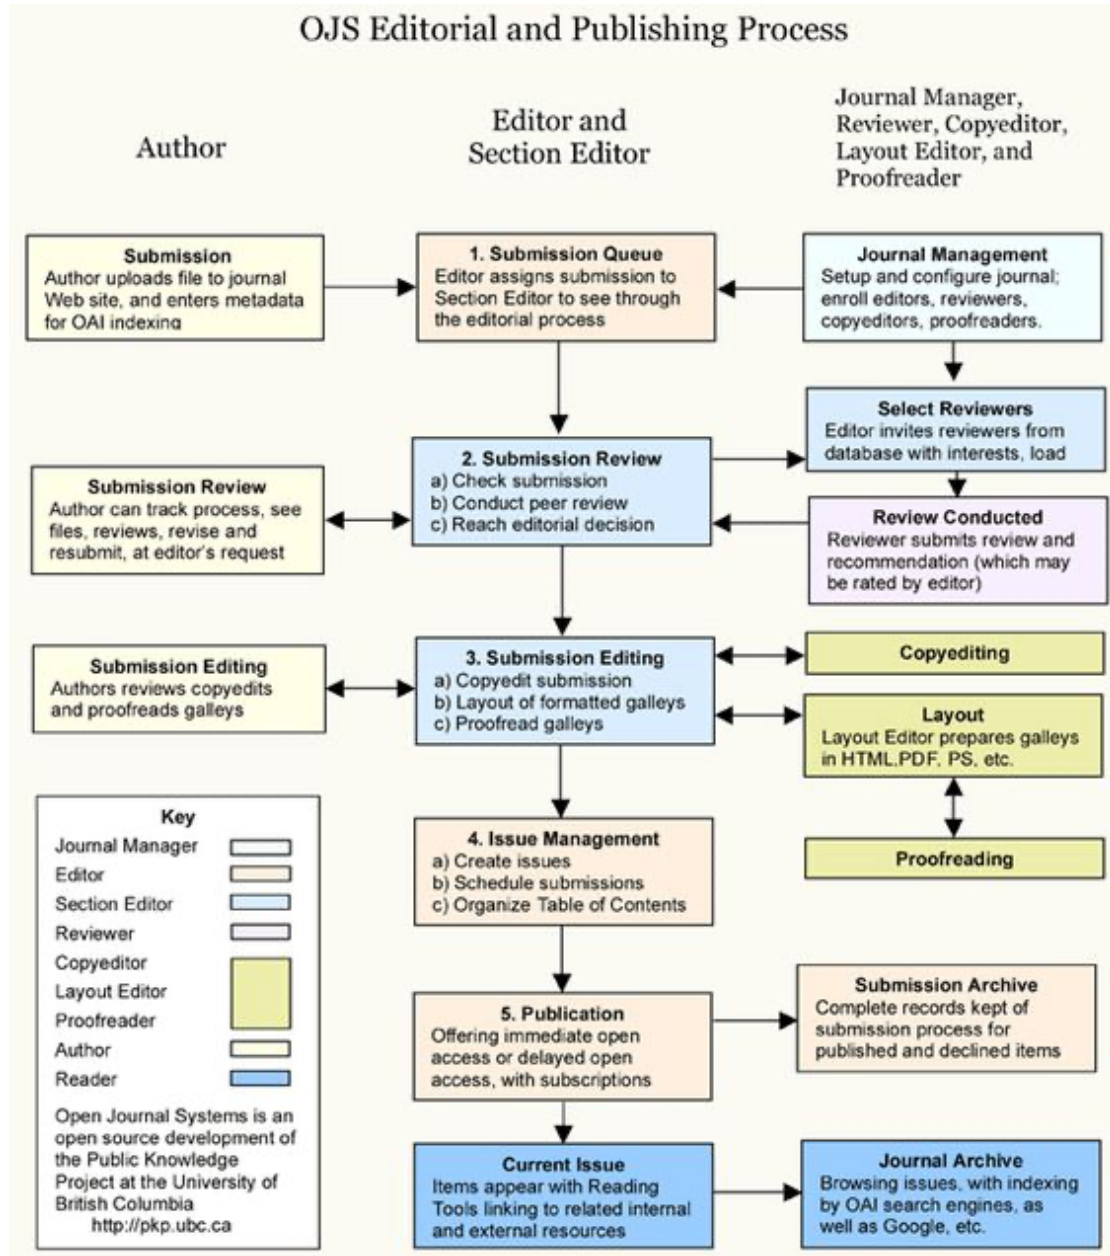 OJS Editorial and Publishing Process
Author
Editor and
Section Editor
Journal Manager,
Reviewer, Copyeditor,
Layout Editor, and
Proofreader
Submission
Author uploads file to journal
Web site, and enters metadata
for OAI indexing
1. Submission Queue
Editor assigns submission to
Section Editor to see through
the editorial process
Journal Management
Setup and configure journal;
enroll editors, reviewers,
copyeditors, proofreaders.
Select Reviewers
Editor invites reviewers from
database with interests, load
Submission Review
Author can track process, see
files, reviews, revise and
resubmit, at editor's request
2. Submission Review
a) Check submission
b) Conduct peer review
c) Reach editorial decision
Review Conducted
Reviewer submits review and
recommendation (which may
be rated by editor)
Submission Editing
Authors reviews copyedits
and proofreads galleys
3. Submission Editing
a) Copyedit submission
b) Layout of formatted galleys
c) Proofread galleys
Copyediting
Layout
Layout Editor prepares galleys
in HTML.PDF, PS, etc.
Proofreading
Key
Journal Manager
Editor
Section Editor
Reviewer
Copyeditor
Layout Editor
Proofreader
Author
Reader
Open Journal Systems is an
open source development of
the Public Knowledge
Project at the University of
British Columbia
http://pkp.ubc.ca
4. Issue Management
a) Create issues
b) Schedule submissions
c) Organize Table of Contents
5. Publication
Offering immediate open
access or delayed open
access, with subscriptions
Submission Archive
Complete records kept of
submission process for
published and declined items
Current Issue
Items appear with Reading
Tools linking to related internal
and external resources
Journal Archive
Browsing issues, with indexing
by OAI search engines, as
well as Google, etc.